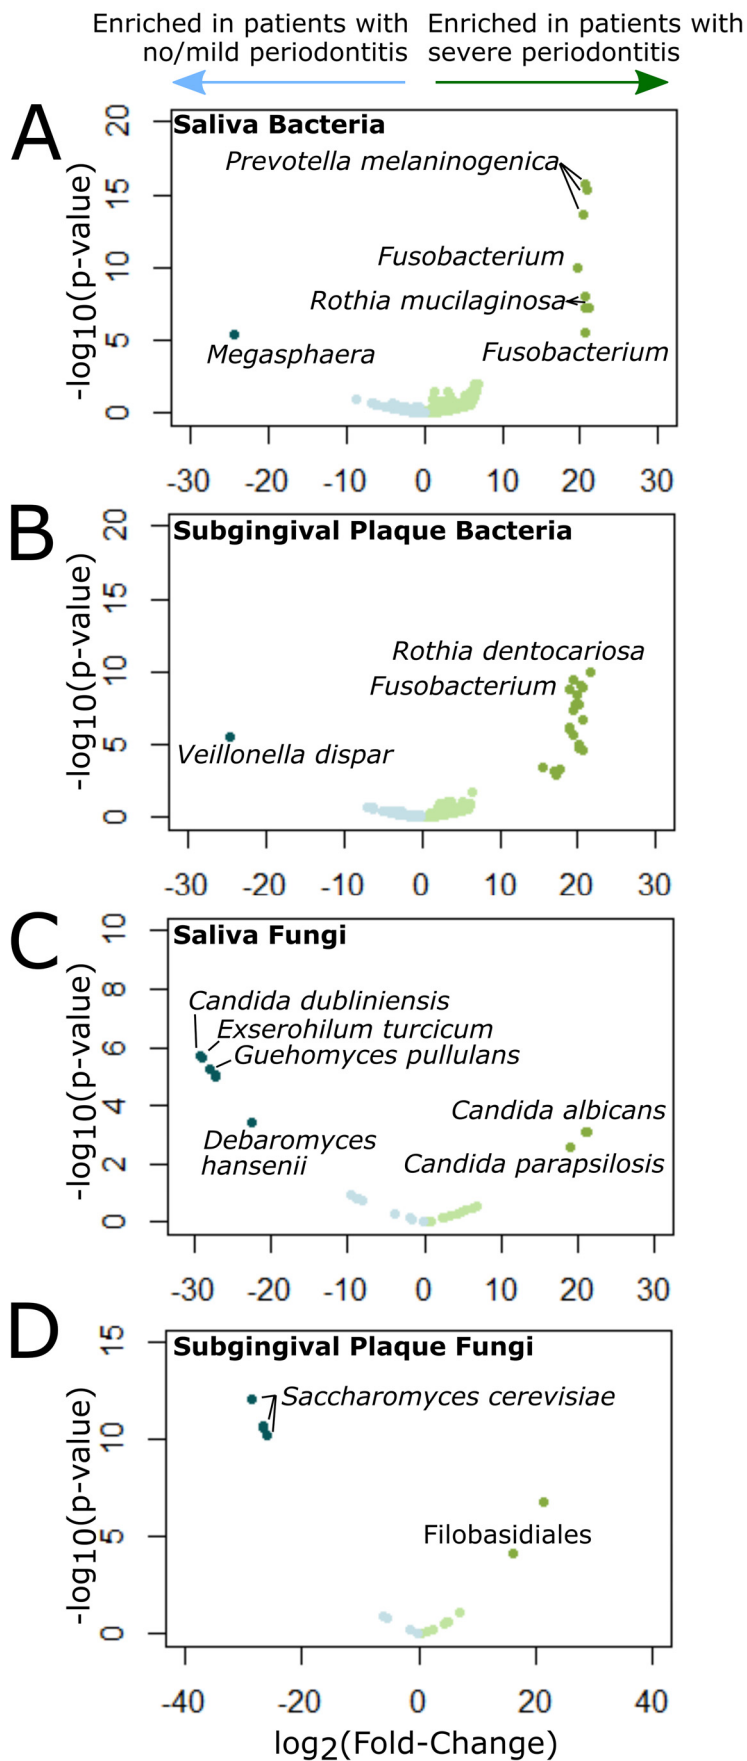 Enriched in patients with no/mild periodontitis
Enriched in patients with severe periodontitis
A
Saliva Bacteria
Prevotella melaninogenica
Fusobacterium
Rothia mucilaginosa
Megasphaera
Fusobacterium
-log10(p-value)
20
15
10
5
0
-30 -20 -10 0 10 20 30
B
Subgingival Plaque Bacteria
Rothia dentocariosa
Fusobacterium
Veillonella dispar
-log10(p-value)
20
15
10
5
0
-30 -20 -10 0 10 20 30
C
Saliva Fungi
Candida dubliniensis
Exserohilum turcicum
Guehomyces pullulans
Candida albicans
Debaromyces
hansenii
Candida parapsilosis
-log10(p-value)
10
8
6
4
2
0
-30 -20 -10 0 10 20 30
D
Subgingival Plaque Fungi
Saccharomyces cerevisiae
Filobasidiales
-log10(p-value)
15
10
5
0
-40 -20 0 20 40
log2(Fold-Change)